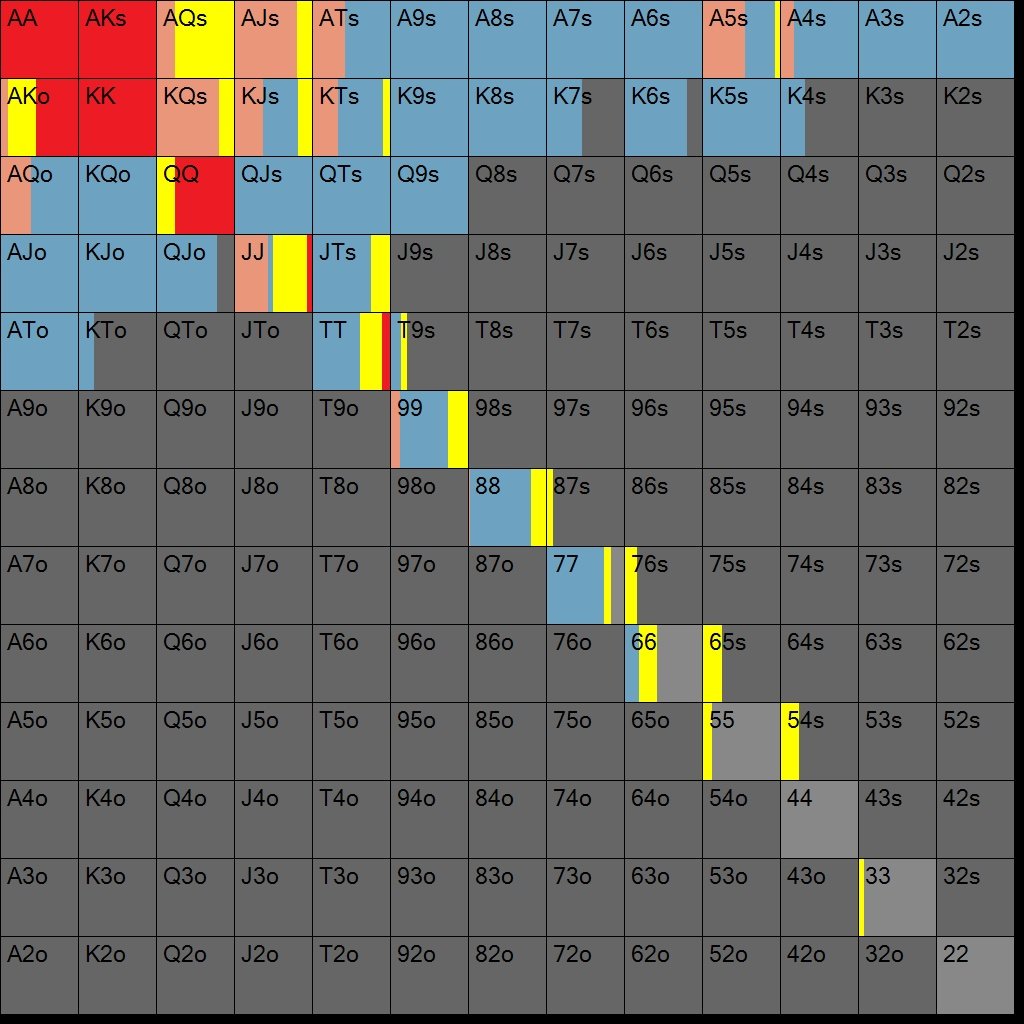 AA AKs AQs AJs ATs A9s A8s A7s A6s A5s A4s A3s A2s
AKo KK KQs KJs KTs K9s K8s K7s K6s K5s K4s K3s K2s
AQo KQo QQ QJs QTs Q9s Q8s Q7s Q6s Q5s Q4s Q3s Q2s
AJo KJo QJo JJ JTs J9s J8s J7s J6s J5s J4s J3s J2s
ATo KTo QTo JTo TT T9s T8s T7s T6s T5s T4s T3s T2s
A9o K9o Q9o J9o T9o 99 98s 97s 96s 95s 94s 93s 92s
A8o K8o Q8o J8o T8o 98o 88 87s 86s 85s 84s 83s 82s
A7o K7o Q7o J7o T7o 97o 87o 77 76s 75s 74s 73s 72s
A6o K6o Q6o J6o T6o 96o 86o 76o 66 65s 64s 63s 62s
A5o K5o Q5o J5o T5o 95o 85o 75o 65o 55 54s 53s 52s
A4o K4o Q4o J4o T4o 94o 84o 74o 64o 54o 44 43s 42s
A3o K3o Q3o J3o T3o 93o 83o 73o 63o 53o 43o 33 32s
A2o K2o Q2o J2o T2o 92o 82o 72o 62o 52o 42o 32o 22